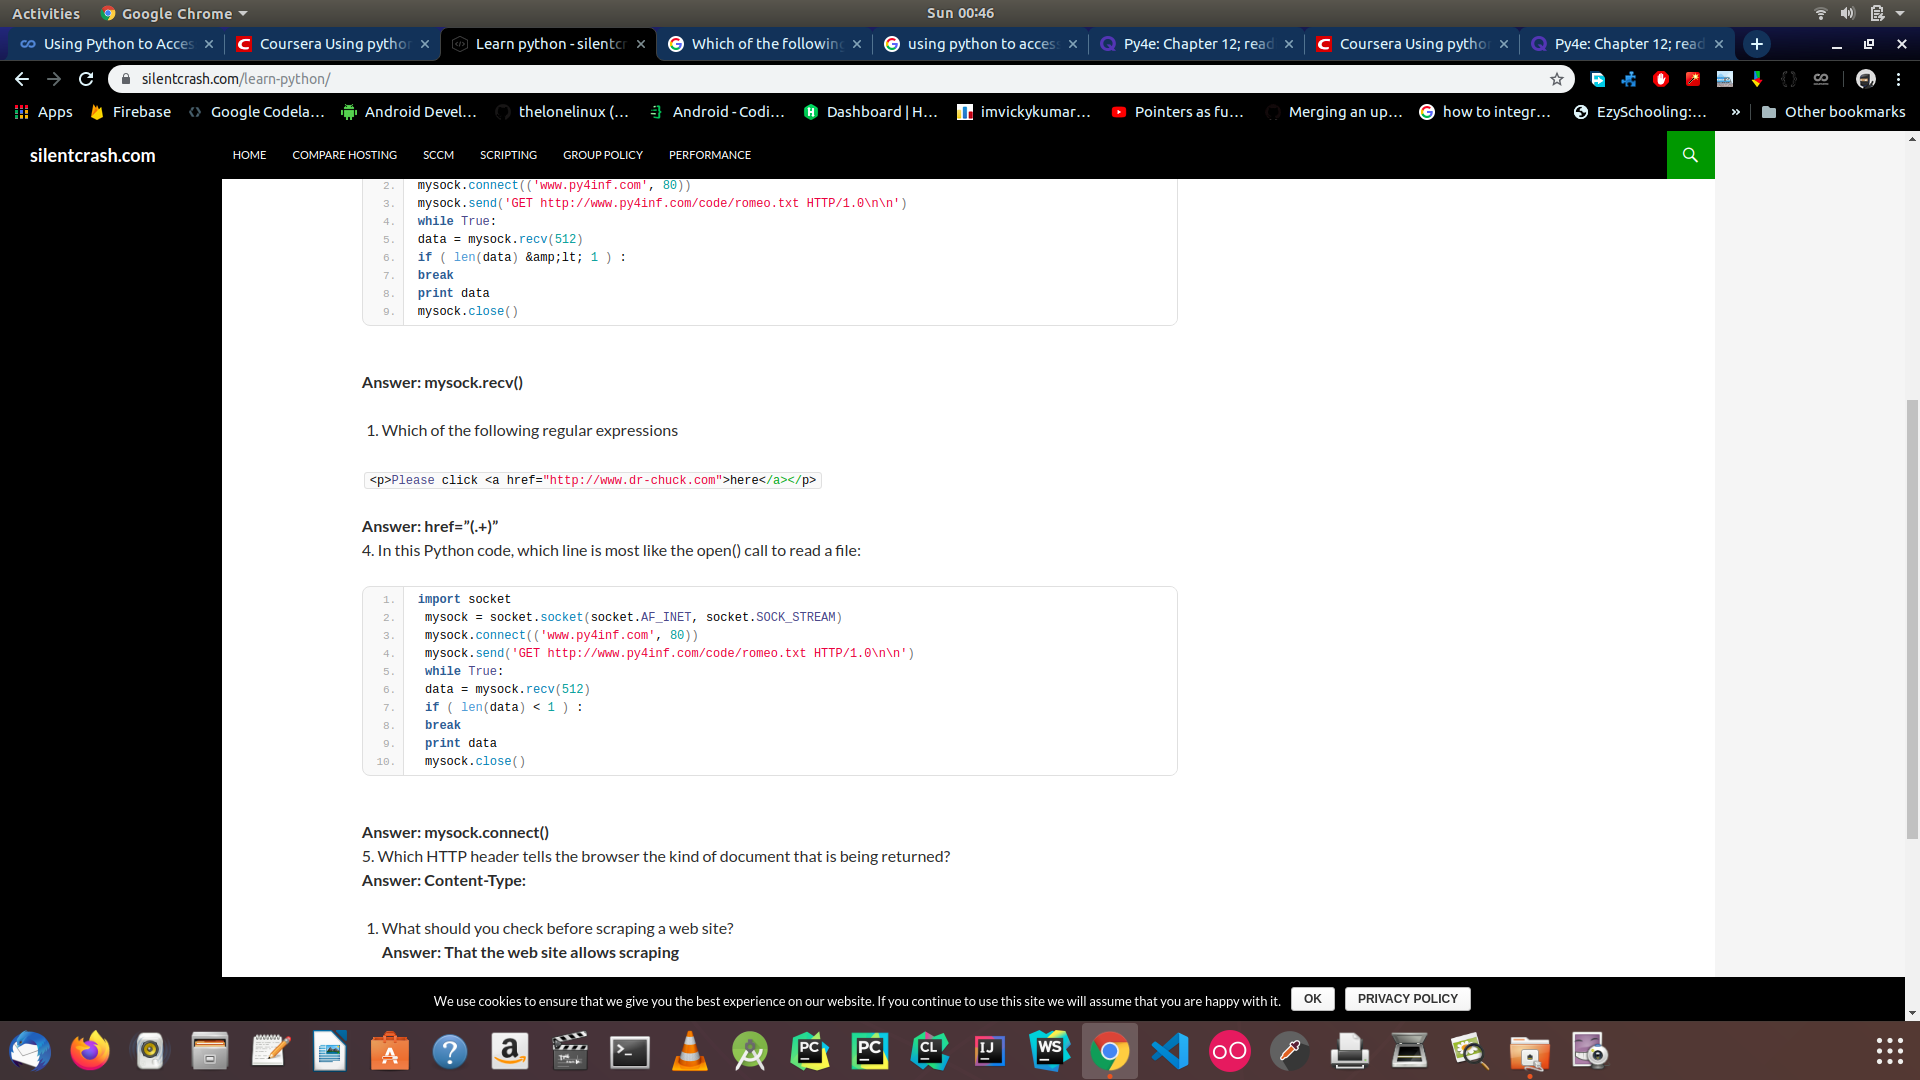 Activities Google Chrome Sun 00:46
Using Python to Acces Coursera Using python Learn python - silentcr Which of the following using python to access Py4e: Chapter 12; read Coursera Using python Py4e: Chapter 12; read
silentcrash.com/learn-python/
Apps Firebase Google Codela... Android Devel... thelonelinux (... Android - Codi... Dashboard | H... imvickykumar... Pointers as fu... Merging an up... how to integr... EzySchooling:... » Other bookmarks
silentcrash.com HOME COMPARE HOSTING SCCM SCRIPTING GROUP POLICY PERFORMANCE
2. mysock.connect(('www.py4inf.com', 80))
3. mysock.send('GET http://www.py4inf.com/code/romeo.txt HTTP/1.0\n\n')
4. while True:
5. data = mysock.recv(512)
6. if ( len(data) &amp;lt; 1 ) :
7. break
8. print data
9. mysock.close()
Answer: mysock.recv()
1. Which of the following regular expressions
<p>Please click <a href="http://www.dr-chuck.com">here</a></p>
Answer: href=”(.+)”
4. In this Python code, which line is most like the open() call to read a file:
1. import socket
2. mysock = socket.socket(socket.AF_INET, socket.SOCK_STREAM)
3. mysock.connect(('www.py4inf.com', 80))
4. mysock.send('GET http://www.py4inf.com/code/romeo.txt HTTP/1.0\n\n')
5. while True:
6. data = mysock.recv(512)
7. if ( len(data) < 1 ) :
8. break
9. print data
10. mysock.close()
Answer: mysock.connect()
5. Which HTTP header tells the browser the kind of document that is being returned?
Answer: Content-Type:
1. What should you check before scraping a web site?
Answer: That the web site allows scraping
We use cookies to ensure that we give you the best experience on our website. If you continue to use this site we will assume that you are happy with it. OK PRIVACY POLICY